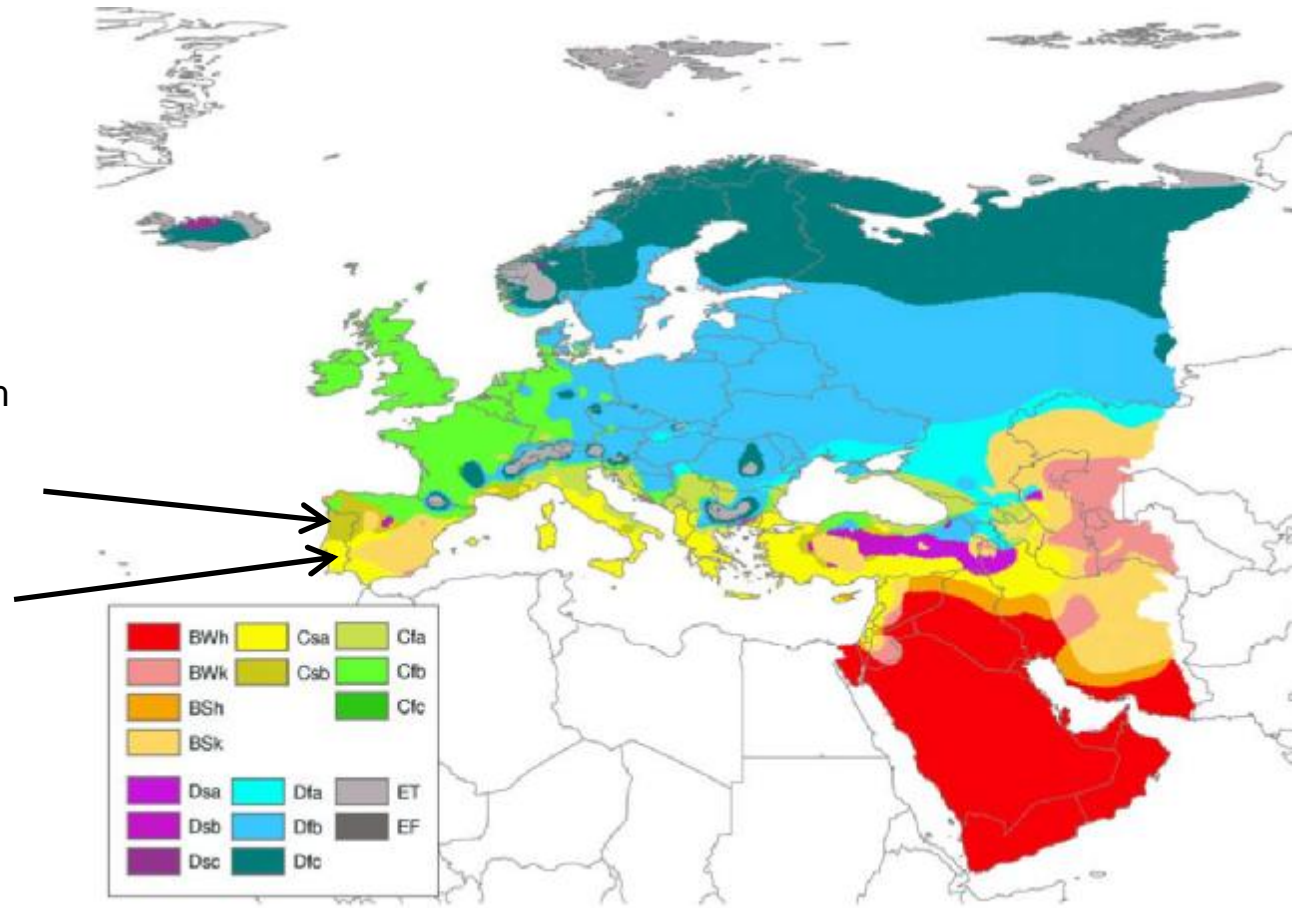 n
BWh Csa Cfa
BWk Csb Cfb
BSh Cfc
BSk
Dsa Dfa ET
Dsb Dfb EF
Dsc Dfc